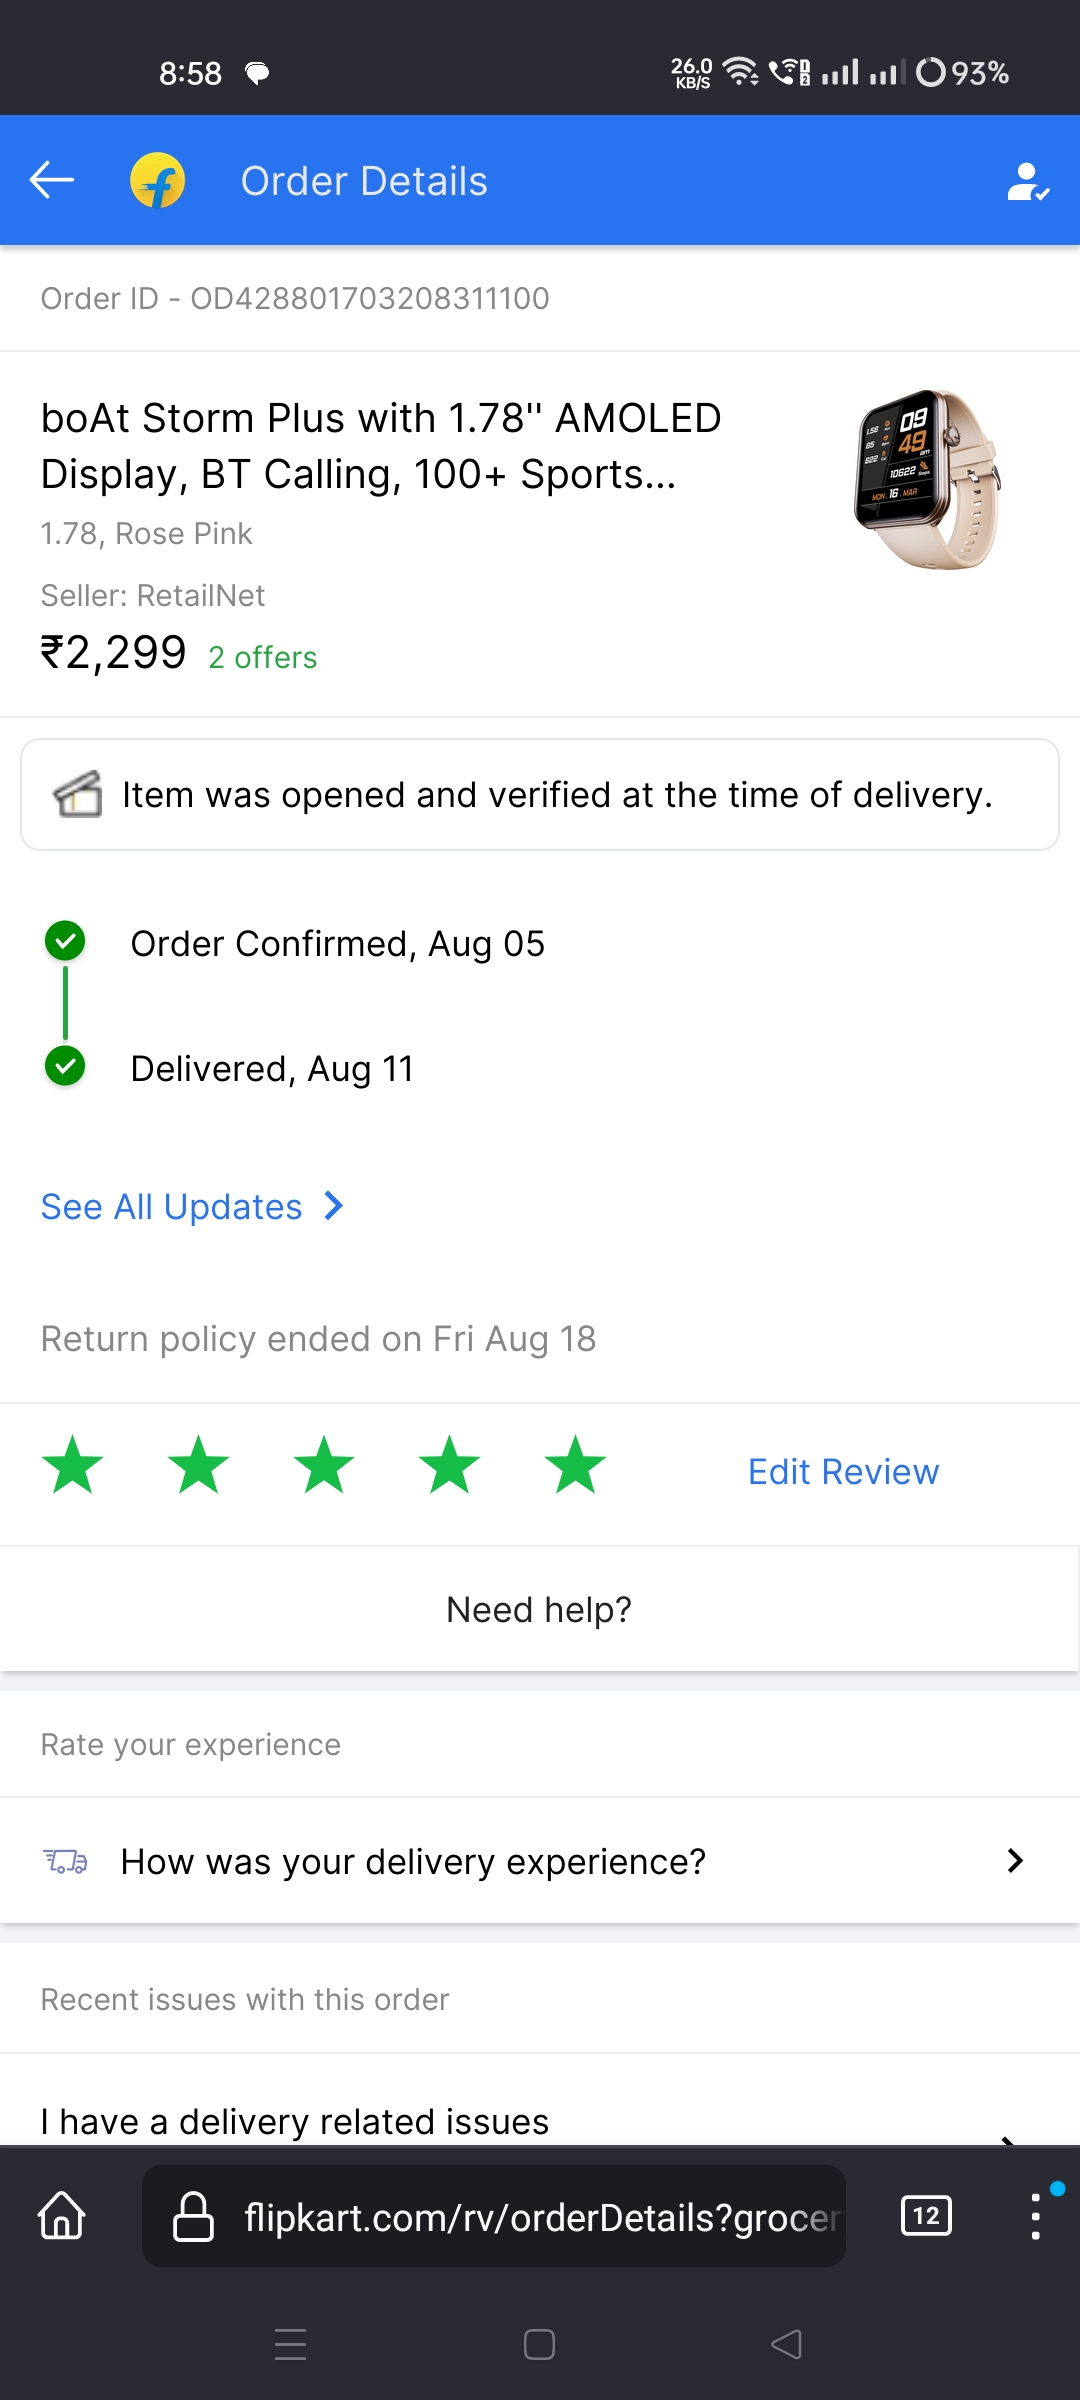 8:58
26.0
KB/S
93%
Order Details
Order ID - OD428801703208311100
boAt Storm Plus with 1.78'' AMOLED
Display, BT Calling, 100+ Sports...
1.78, Rose Pink
Seller: RetailNet
₹2,299 2 offers
09
49
am
10622
MON 16 MAR
Item was opened and verified at the time of delivery.
Order Confirmed, Aug 05
Delivered, Aug 11
See All Updates
Return policy ended on Fri Aug 18
Edit Review
Need help?
Rate your experience
How was your delivery experience?
Recent issues with this order
I have a delivery related issues
flipkart.com/rv/orderDetails?grocer
12